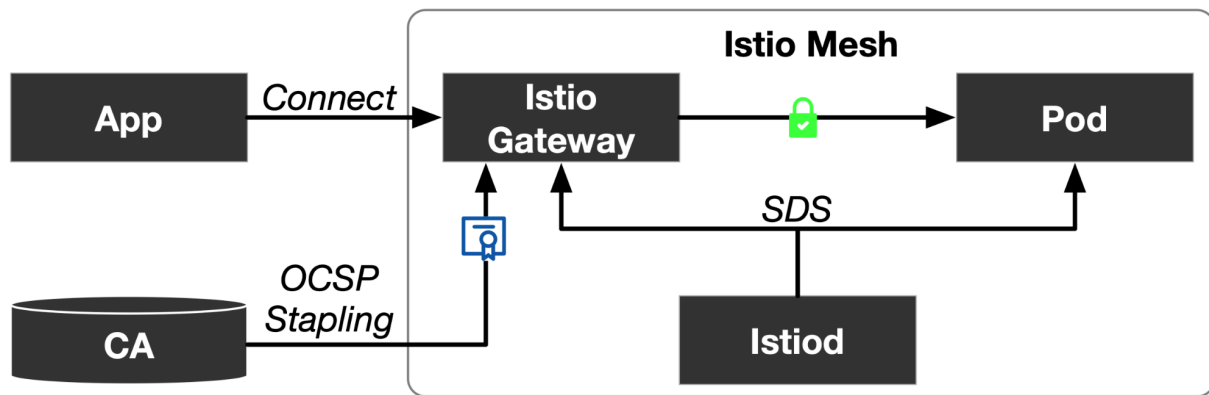 Istio Mesh
App
Connect
Istio
Gateway
Pod
SDS
OCSP
Stapling
CA
Istiod